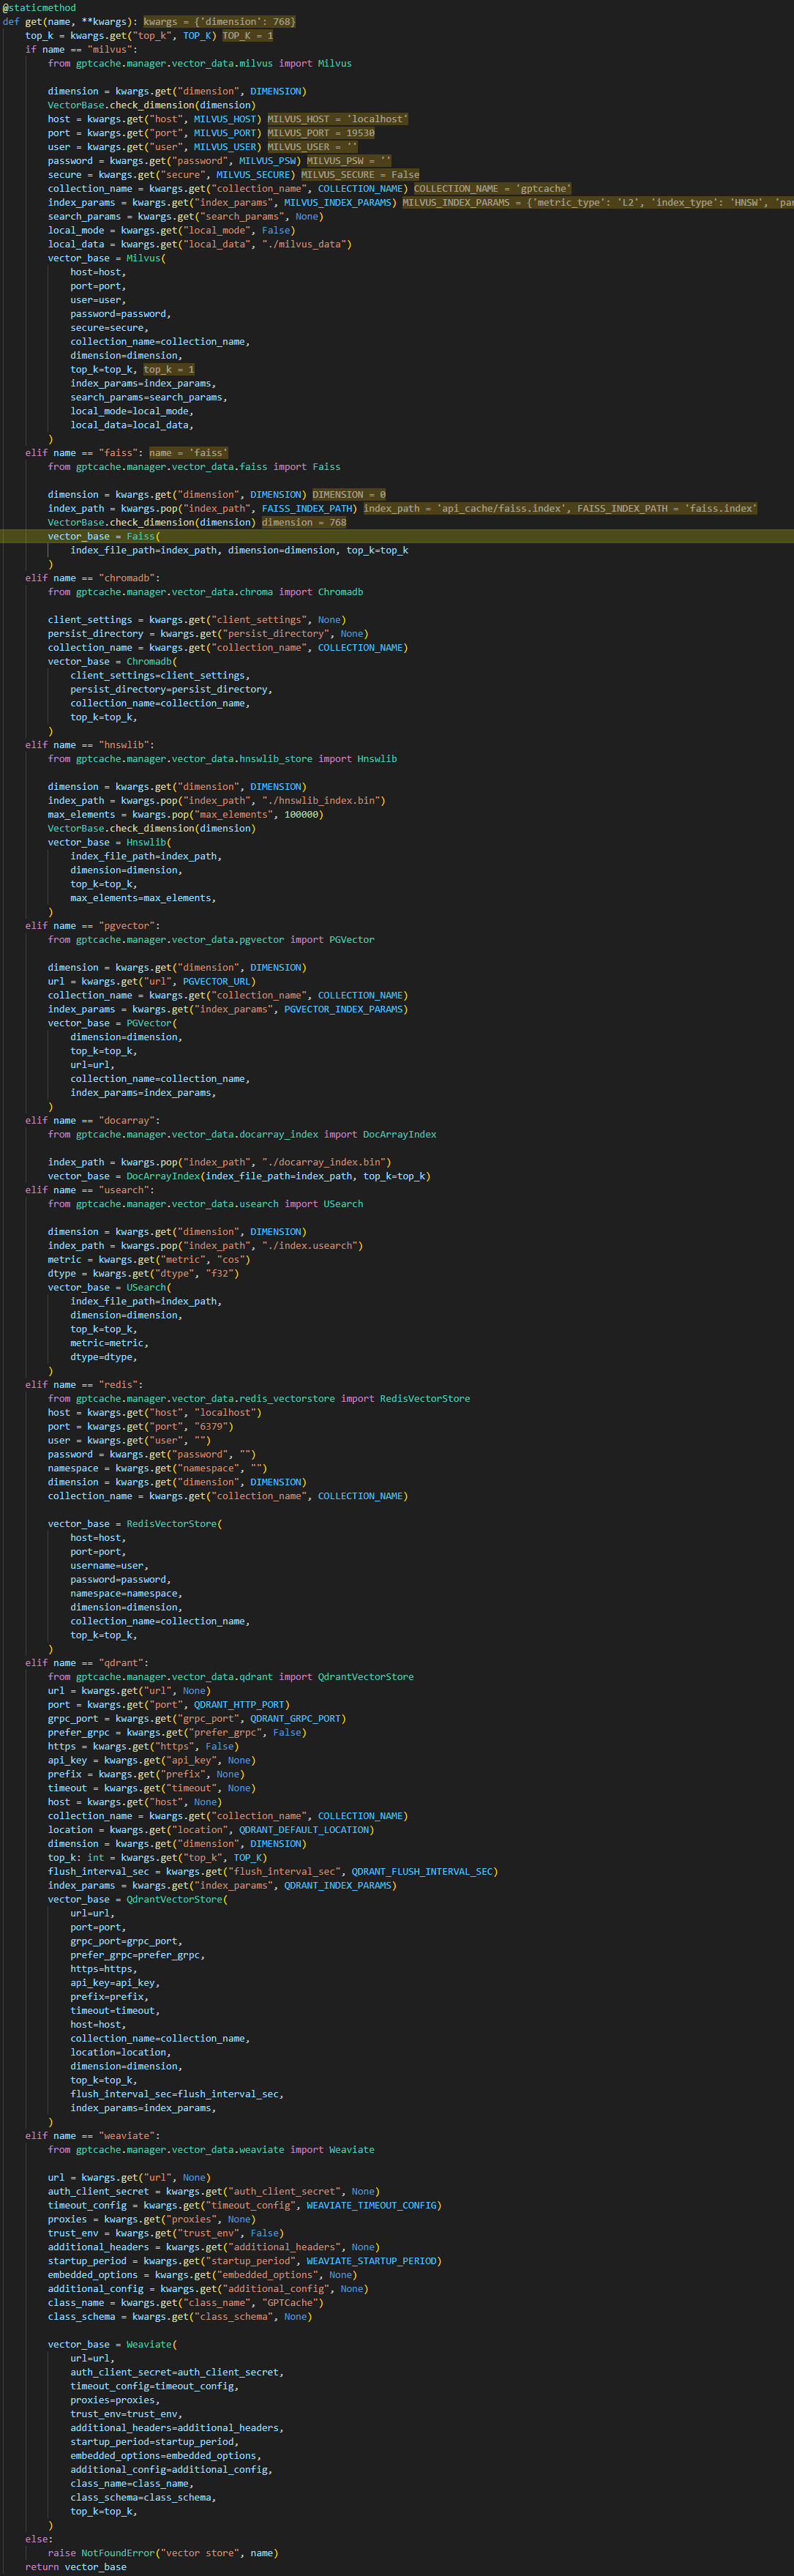 @staticmethod
def get(name, **kwargs): kwargs = {'dimension': 768}
    top_k = kwargs.get("top_k", TOP_K) TOP_K = 1
    if name == "milvus":
        from gptcache.manager.vector_data.milvus import Milvus

        dimension = kwargs.get("dimension", DIMENSION)
        VectorBase.check_dimension(dimension)
        host = kwargs.get("host", MILVUS_HOST) MILVUS_HOST = 'localhost'
        port = kwargs.get("port", MILVUS_PORT) MILVUS_PORT = 19530
        user = kwargs.get("user", MILVUS_USER) MILVUS_USER = ''
        password = kwargs.get("password", MILVUS_PSW) MILVUS_PSW = ''
        secure = kwargs.get("secure", MILVUS_SECURE) MILVUS_SECURE = False
        collection_name = kwargs.get("collection_name", COLLECTION_NAME) COLLECTION_NAME = 'gptcache'
        index_params = kwargs.get("index_params", MILVUS_INDEX_PARAMS) MILVUS_INDEX_PARAMS = {'metric_type': 'L2', 'index_type': 'HNSW', 'par
        search_params = kwargs.get("search_params", None)
        local_mode = kwargs.get("local_mode", False)
        local_data = kwargs.get("local_data", "./milvus_data")
        vector_base = Milvus(
            host=host,
            port=port,
            user=user,
            password=password,
            secure=secure,
            collection_name=collection_name,
            dimension=dimension,
            top_k=top_k, top_k = 1
            index_params=index_params,
            search_params=search_params,
            local_mode=local_mode,
            local_data=local_data,
        )
    elif name == "faiss": name = 'faiss'
        from gptcache.manager.vector_data.faiss import Faiss

        dimension = kwargs.get("dimension", DIMENSION) DIMENSION = 0
        index_path = kwargs.pop("index_path", FAISS_INDEX_PATH) index_path = 'api_cache/faiss.index', FAISS_INDEX_PATH = 'faiss.index'
        VectorBase.check_dimension(dimension) dimension = 768
        vector_base = Faiss(
            index_file_path=index_path, dimension=dimension, top_k=top_k
        )
    elif name == "chromadb":
        from gptcache.manager.vector_data.chroma import Chromadb

        client_settings = kwargs.get("client_settings", None)
        persist_directory = kwargs.get("persist_directory", None)
        collection_name = kwargs.get("collection_name", COLLECTION_NAME)
        vector_base = Chromadb(
            client_settings=client_settings,
            persist_directory=persist_directory,
            collection_name=collection_name,
            top_k=top_k,
        )
    elif name == "hnswlib":
        from gptcache.manager.vector_data.hnswlib_store import Hnswlib

        dimension = kwargs.get("dimension", DIMENSION)
        index_path = kwargs.pop("index_path", "./hnswlib_index.bin")
        max_elements = kwargs.pop("max_elements", 100000)
        VectorBase.check_dimension(dimension)
        vector_base = Hnswlib(
            index_file_path=index_path,
            dimension=dimension,
            top_k=top_k,
            max_elements=max_elements,
        )
    elif name == "pgvector":
        from gptcache.manager.vector_data.pgvector import PGVector

        dimension = kwargs.get("dimension", DIMENSION)
        url = kwargs.get("url", PGVECTOR_URL)
        collection_name = kwargs.get("collection_name", COLLECTION_NAME)
        index_params = kwargs.get("index_params", PGVECTOR_INDEX_PARAMS)
        vector_base = PGVector(
            dimension=dimension,
            top_k=top_k,
            url=url,
            collection_name=collection_name,
            index_params=index_params,
        )
    elif name == "docarray":
        from gptcache.manager.vector_data.docarray_index import DocArrayIndex

        index_path = kwargs.pop("index_path", "./docarray_index.bin")
        vector_base = DocArrayIndex(index_file_path=index_path, top_k=top_k)
    elif name == "usearch":
        from gptcache.manager.vector_data.usearch import USearch

        dimension = kwargs.get("dimension", DIMENSION)
        index_path = kwargs.pop("index_path", "./index.usearch")
        metric = kwargs.get("metric", "cos")
        dtype = kwargs.get("dtype", "f32")
        vector_base = USearch(
            index_file_path=index_path,
            dimension=dimension,
            top_k=top_k,
            metric=metric,
            dtype=dtype,
        )
    elif name == "redis":
        from gptcache.manager.vector_data.redis_vectorstore import RedisVectorStore
        host = kwargs.get("host", "localhost")
        port = kwargs.get("port", "6379")
        user = kwargs.get("user", "")
        password = kwargs.get("password", "")
        namespace = kwargs.get("namespace", "")
        dimension = kwargs.get("dimension", DIMENSION)
        collection_name = kwargs.get("collection_name", COLLECTION_NAME)

        vector_base = RedisVectorStore(
            host=host,
            port=port,
            username=user,
            password=password,
            namespace=namespace,
            dimension=dimension,
            collection_name=collection_name,
            top_k=top_k,
        )
    elif name == "qdrant":
        from gptcache.manager.vector_data.qdrant import QdrantVectorStore
        url = kwargs.get("url", None)
        port = kwargs.get("port", QDRANT_HTTP_PORT)
        grpc_port = kwargs.get("grpc_port", QDRANT_GRPC_PORT)
        prefer_grpc = kwargs.get("prefer_grpc", False)
        https = kwargs.get("https", False)
        api_key = kwargs.get("api_key", None)
        prefix = kwargs.get("prefix", None)
        timeout = kwargs.get("timeout", None)
        host = kwargs.get("host", None)
        collection_name = kwargs.get("collection_name", COLLECTION_NAME)
        location = kwargs.get("location", QDRANT_DEFAULT_LOCATION)
        dimension = kwargs.get("dimension", DIMENSION)
        top_k: int = kwargs.get("top_k", TOP_K)
        flush_interval_sec = kwargs.get("flush_interval_sec", QDRANT_FLUSH_INTERVAL_SEC)
        index_params = kwargs.get("index_params", QDRANT_INDEX_PARAMS)
        vector_base = QdrantVectorStore(
            url=url,
            port=port,
            grpc_port=grpc_port,
            prefer_grpc=prefer_grpc,
            https=https,
            api_key=api_key,
            prefix=prefix,
            timeout=timeout,
            host=host,
            collection_name=collection_name,
            location=location,
            dimension=dimension,
            top_k=top_k,
            flush_interval_sec=flush_interval_sec,
            index_params=index_params,
        )
    elif name == "weaviate":
        from gptcache.manager.vector_data.weaviate import Weaviate

        url = kwargs.get("url", None)
        auth_client_secret = kwargs.get("auth_client_secret", None)
        timeout_config = kwargs.get("timeout_config", WEAVIATE_TIMEOUT_CONFIG)
        proxies = kwargs.get("proxies", None)
        trust_env = kwargs.get("trust_env", False)
        additional_headers = kwargs.get("additional_headers", None)
        startup_period = kwargs.get("startup_period", WEAVIATE_STARTUP_PERIOD)
        embedded_options = kwargs.get("embedded_options", None)
        additional_config = kwargs.get("additional_config", None)
        class_name = kwargs.get("class_name", "GPTCache")
        class_schema = kwargs.get("class_schema", None)

        vector_base = Weaviate(
            url=url,
            auth_client_secret=auth_client_secret,
            timeout_config=timeout_config,
            proxies=proxies,
            trust_env=trust_env,
            additional_headers=additional_headers,
            startup_period=startup_period,
            embedded_options=embedded_options,
            additional_config=additional_config,
            class_name=class_name,
            class_schema=class_schema,
            top_k=top_k,
        )
    else:
        raise NotFoundError("vector store", name)
    return vector_base